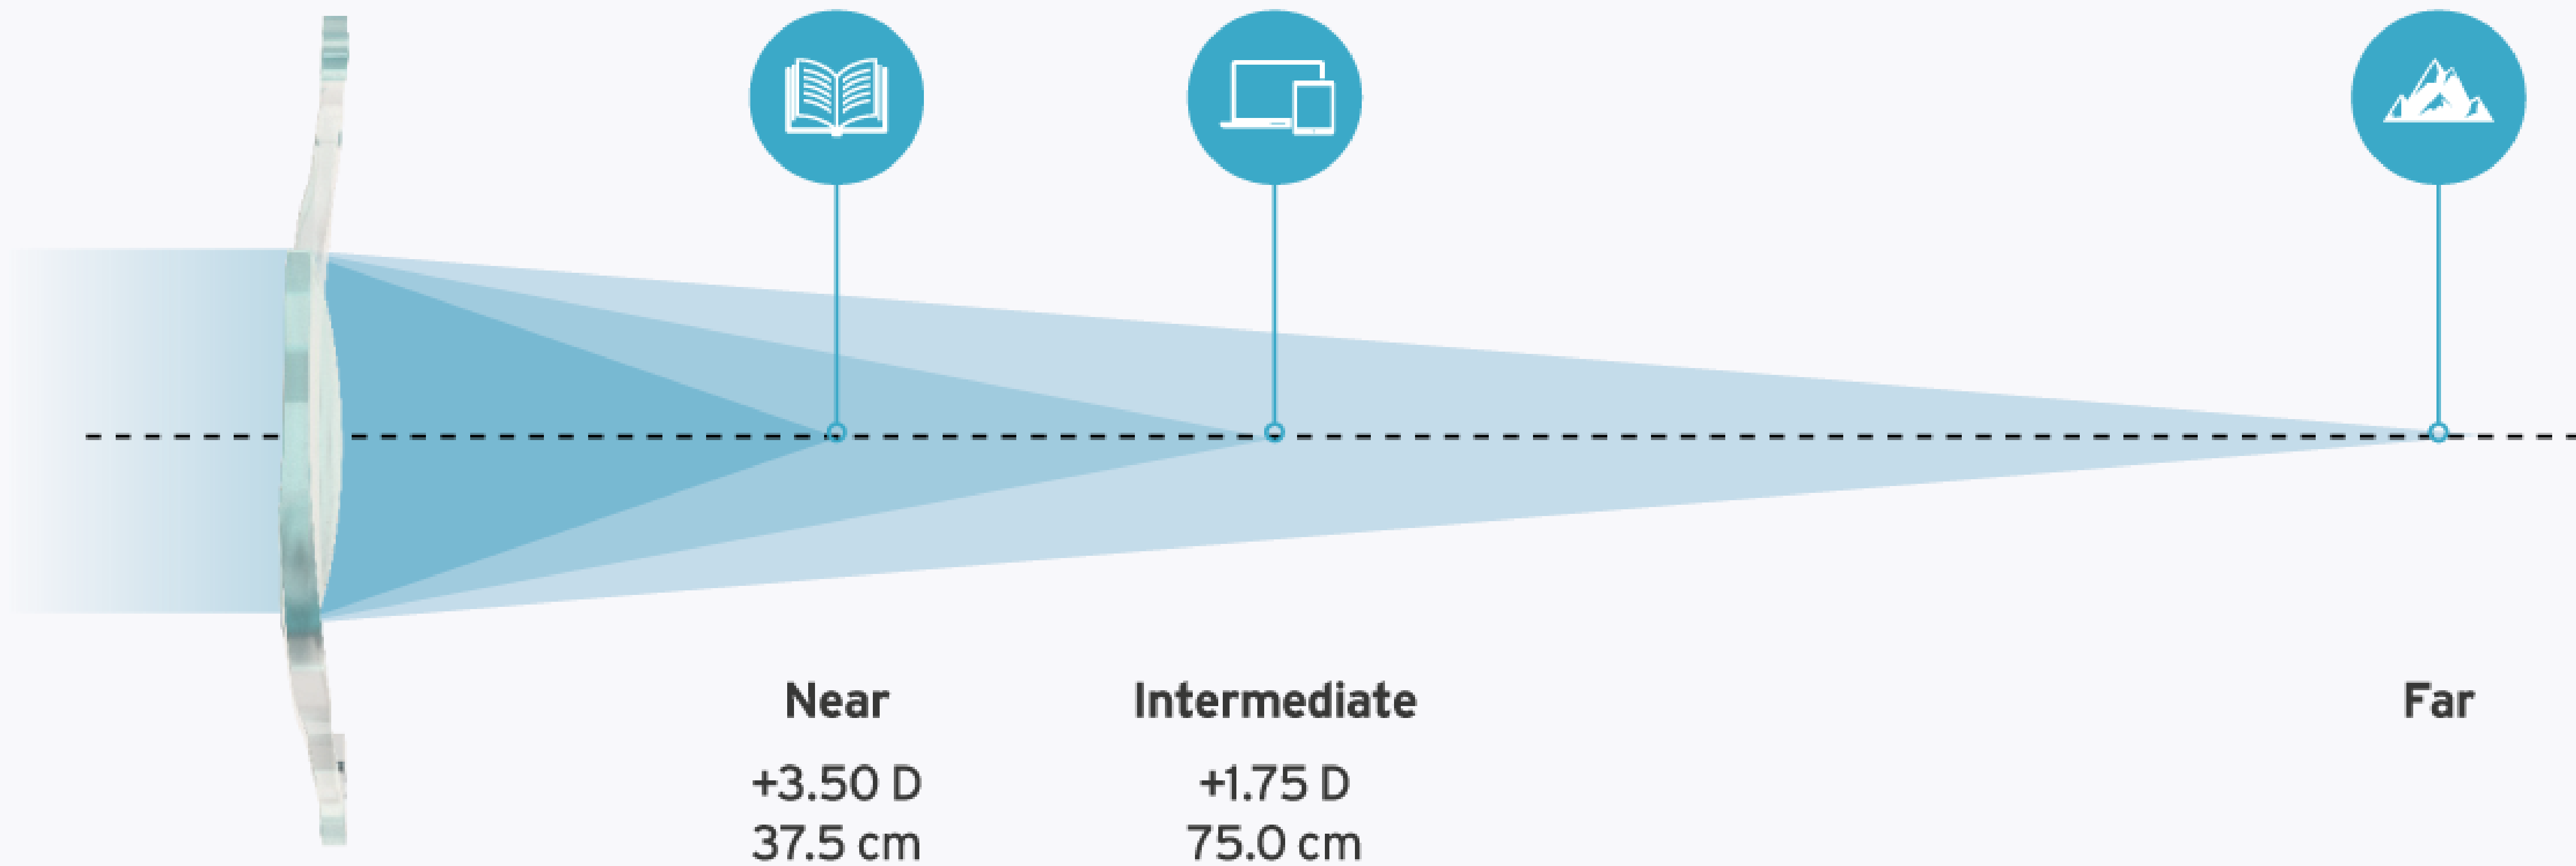 Near
Intermediate
Far
+3.50 D
+1.75 D
37.5 cm
75.0 cm